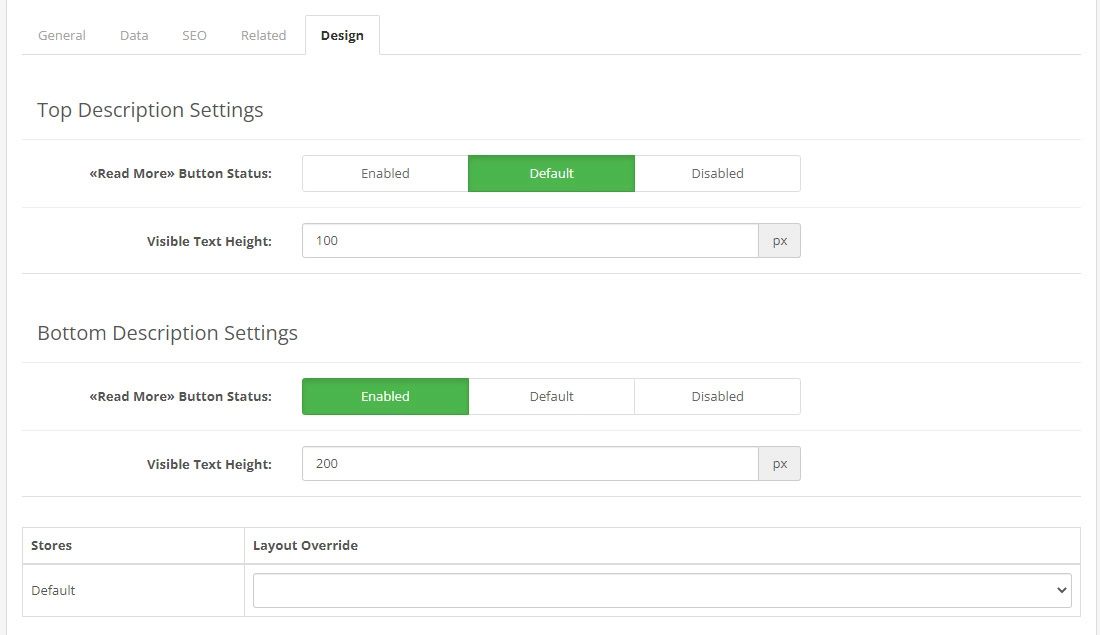 General Data SEO Related Design
Top Description Settings
«Read More» Button Status: Enabled Default Disabled
Visible Text Height: 100 px
Bottom Description Settings
«Read More» Button Status: Enabled Default Disabled
Visible Text Height: 200 px
Stores Layout Override
Default